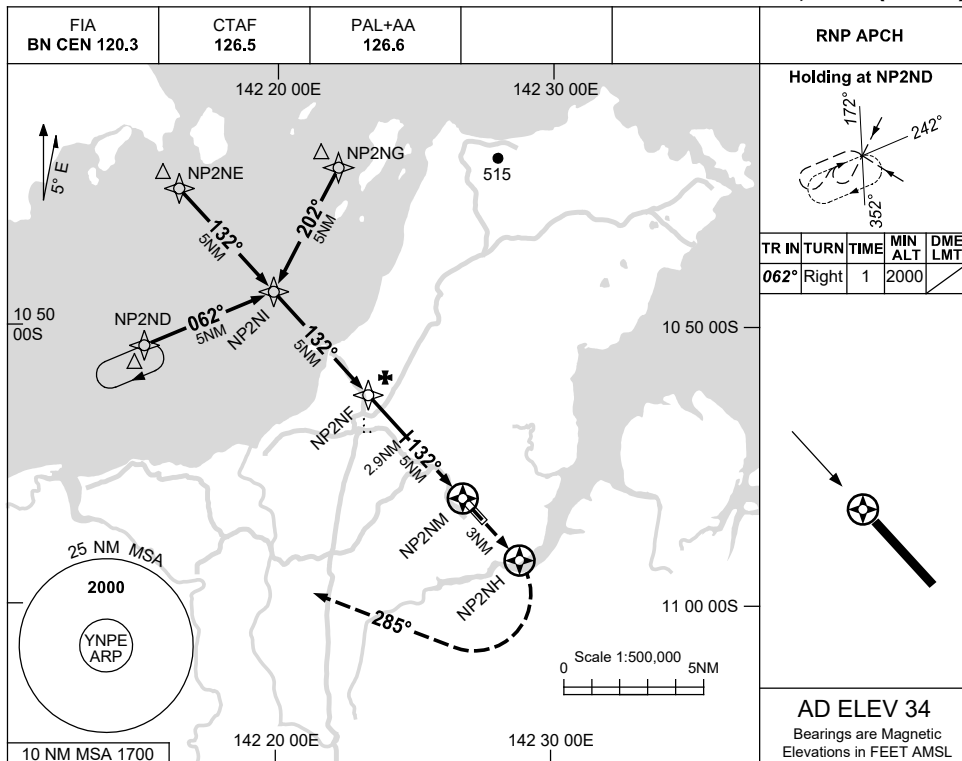 FIA
BN CEN 120.3
CTAF
126.5
PAL+AA
126.6
RNP APCH
142 20 00E
142 30 00E
5° E
NP2NE
NP2NG
515
132°
5NM
202°
5NM
10 50
00S
NP2ND
062°
5NM
NP2NI
132°
5NM
10 50 00S
NP2NF
2.9NM
132°
5NM
NP2NM
3NM
NP2NH
285°
11 00 00S
25 NM MSA
2000
YNPE
ARP
10 NM MSA 1700
Scale 1:500,000
0
5NM
142 20 00E
142 30 00E
Holding at NP2ND
172°
242°
352°
TR IN TURN TIME MIN ALT DME LMT
062° Right 1 2000
AD ELEV 34
Bearings are Magnetic
Elevations in FEET AMSL